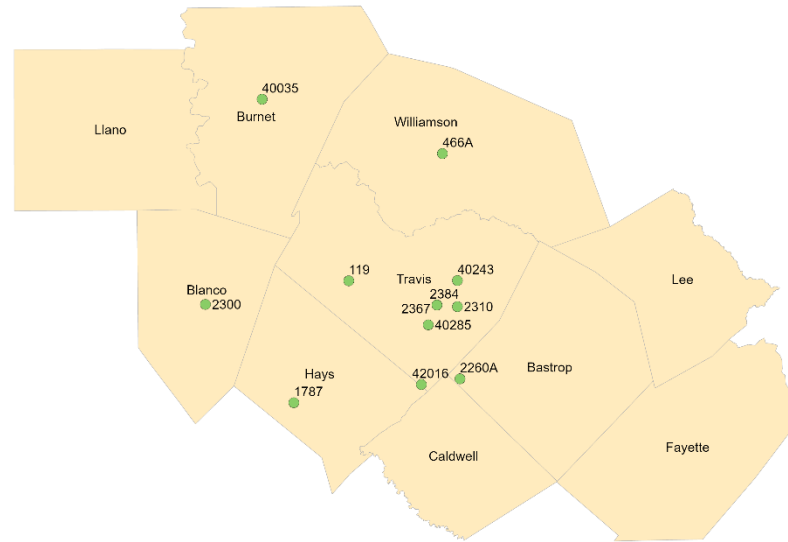 40035
Burnet
Llano
Williamson
466A
119
Travis
40243
Lee
Blanco
2300
2384
2367
2310
40285
Hays
1787
42016
2260A
Bastrop
Caldwell
Fayette